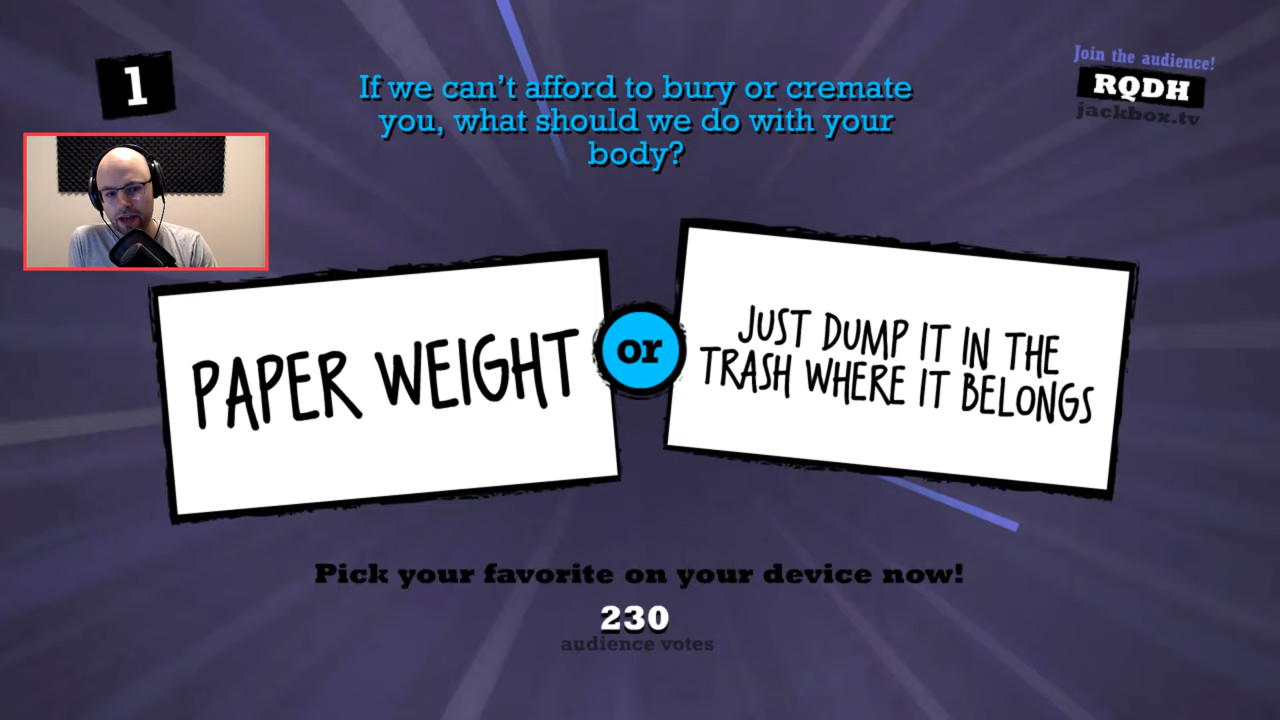 1
If we can't afford to bury or cremate
you, what should we do with your
body?
Join the audience!
RQDH
jackbox.tv
PAPER WEIGHT
or
JUST DUMP IT IN THE
TRASH WHERE IT BELONGS
Pick your favorite on your device now!
230
audience votes